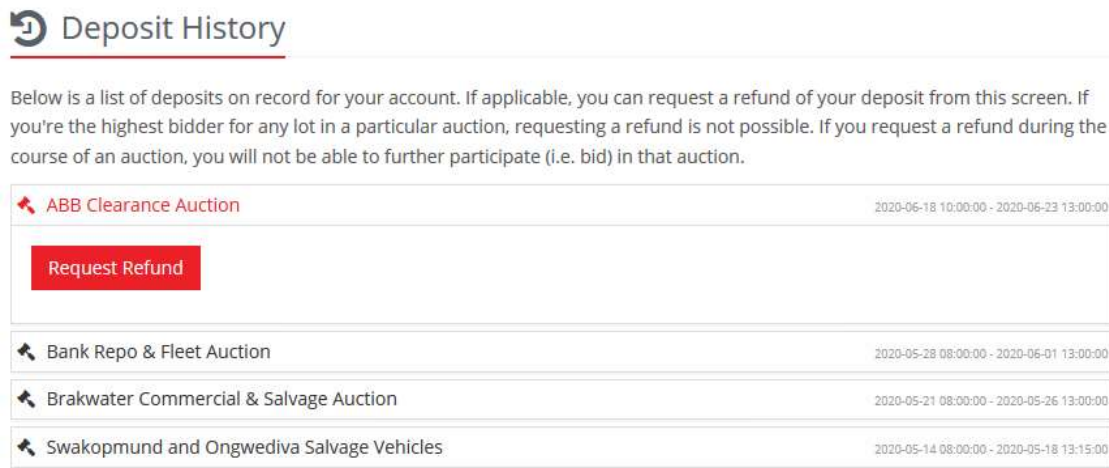 Deposit History
Below is a list of deposits on record for your account. If applicable, you can request a refund of your deposit from this screen. If
you're the highest bidder for any lot in a particular auction, requesting a refund is not possible. If you request a refund during the
course of an auction, you will not be able to further participate (i.e. bid) in that auction.
ABB Clearance Auction 2020-06-18 10:00:00 - 2020-06-23 13:00:00
Request Refund
Bank Repo & Fleet Auction 2020-05-28 08:00:00 - 2020-06-01 13:00:00
Brakwater Commercial & Salvage Auction 2020-05-21 08:00:00 - 2020-05-26 13:00:00
Swakopmund and Ongwediva Salvage Vehicles 2020-05-14 08:00:00 - 2020-05-18 13:15:00